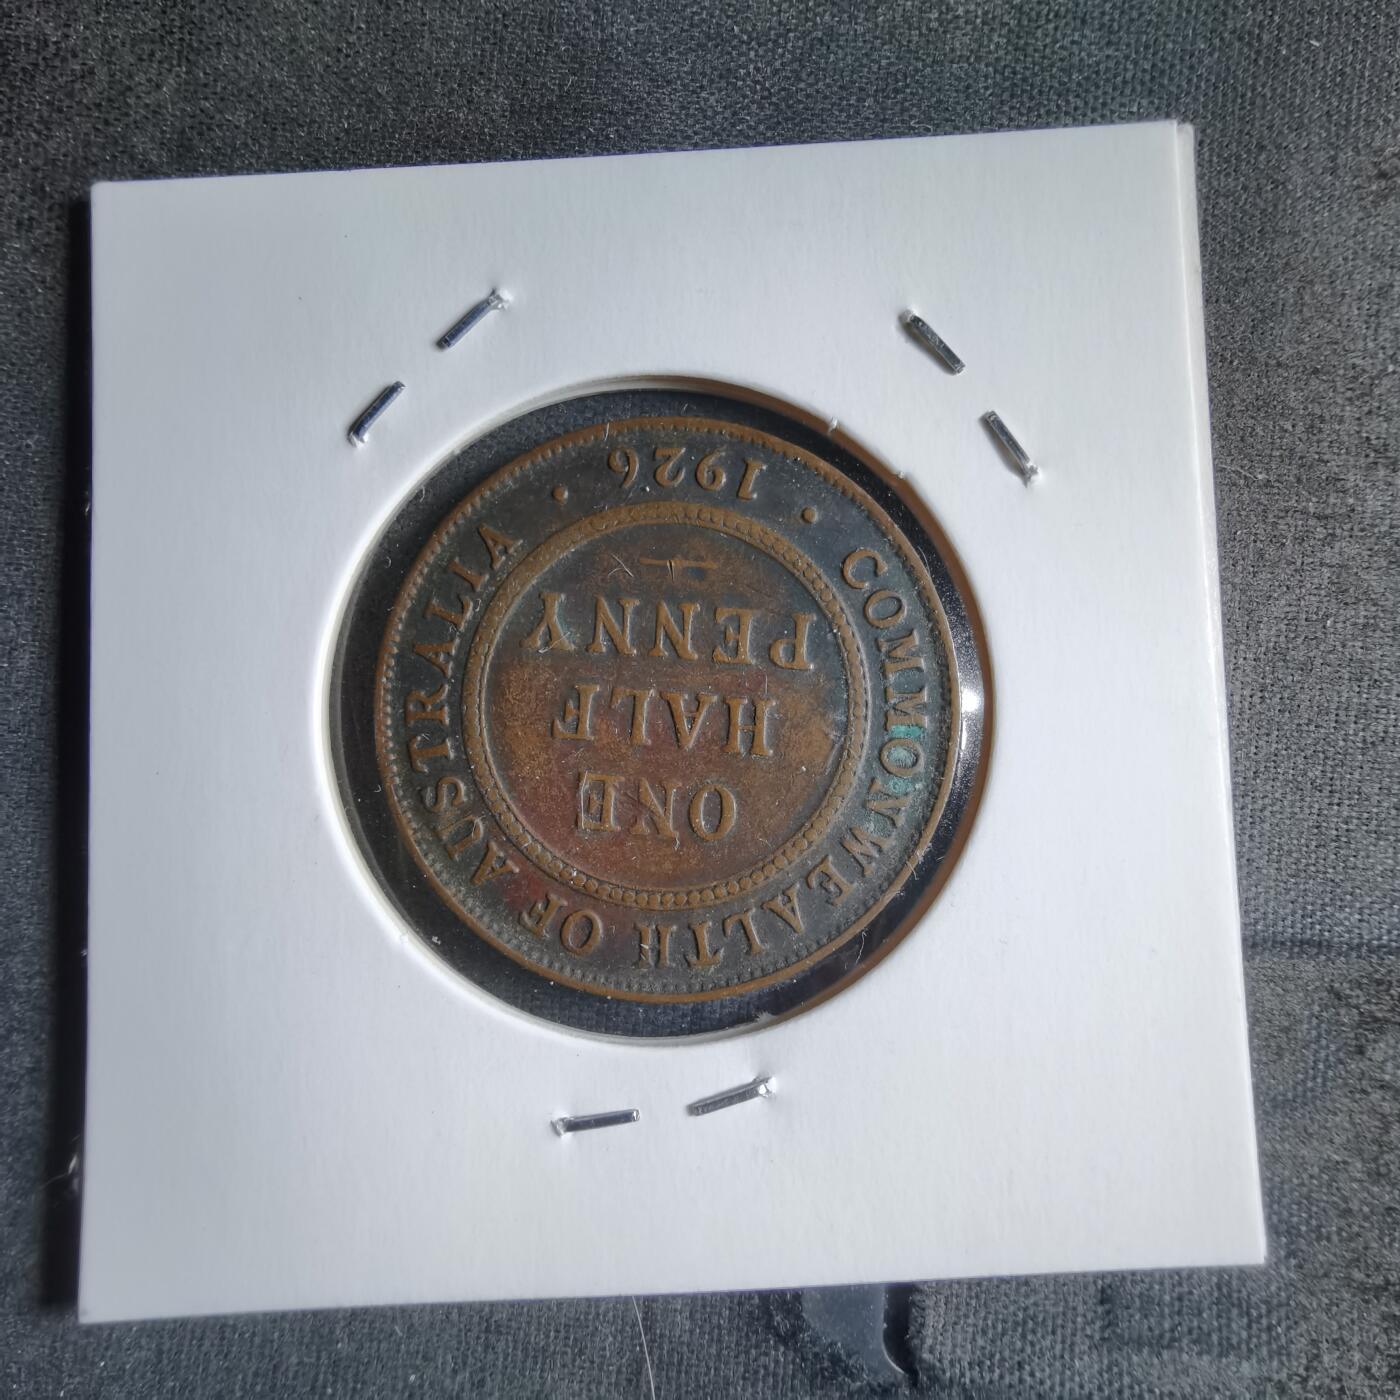 COMMONWEALTH OF AUSTRALIA
ONE
HALF
PENNY
· 1926 ·